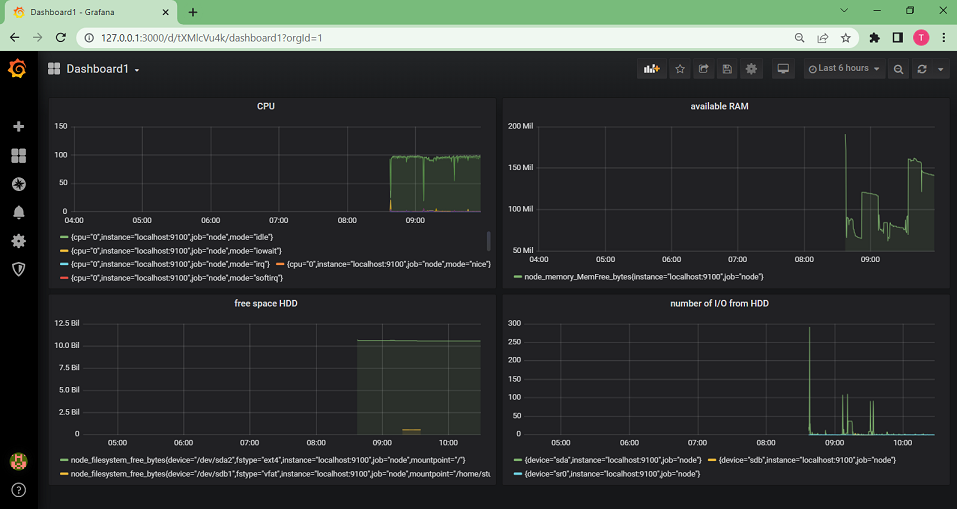 Dashboard1 - Grafana
127.0.0.1:3000/d/tXMlcVu4k/dashboard1?orgId=1
T
Dashboard1
Last 6 hours
CPU
150
100
50
0
04:00 05:00 06:00 07:00 08:00 09:00
{cpu="0",instance="localhost:9100",job="node",mode="idle"}
{cpu="0",instance="localhost:9100",job="node",mode="iowait"}
{cpu="0",instance="localhost:9100",job="node",mode="irq"} {cpu="0",instance="localhost:9100",job="node",mode="nice"}
{cpu="0",instance="localhost:9100",job="node",mode="softirq"}
available RAM
200 Mil
150 Mil
100 Mil
50 Mil
04:00 05:00 06:00 07:00 08:00 09:00
node_memory_MemFree_bytes{instance="localhost:9100",job="node"}
free space HDD
12.5 Bil
10.0 Bil
7.5 Bil
5.0 Bil
2.5 Bil
0
05:00 06:00 07:00 08:00 09:00 10:00
node_filesystem_free_bytes{device="/dev/sda2",fstype="ext4",instance="localhost:9100",job="node",mountpoint="/"}
node_filesystem_free_bytes{device="/dev/sdb1",fstype="vfat",instance="localhost:9100",job="node",mountpoint="/home/stu
number of I/O from HDD
300
250
200
150
100
50
0
05:00 06:00 07:00 08:00 09:00 10:00
{device="sda",instance="localhost:9100",job="node"} {device="sdb",instance="localhost:9100",job="node"}
{device="sr0",instance="localhost:9100",job="node"}